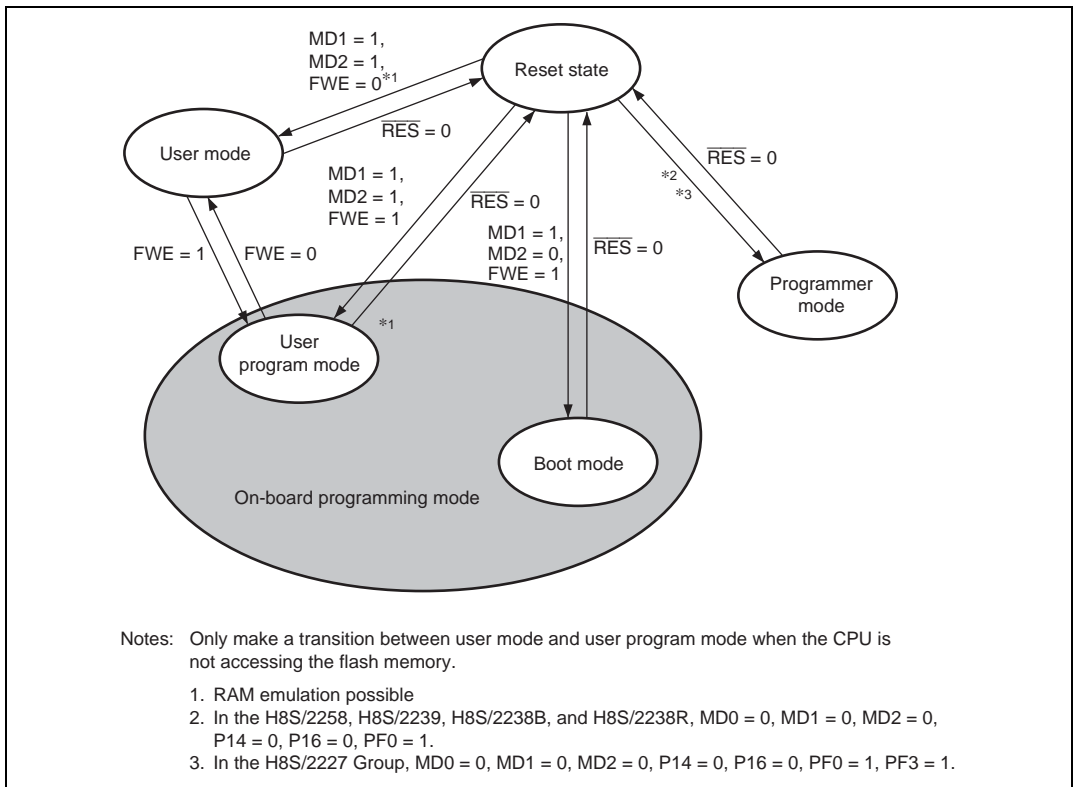 MD1 = 1,
MD2 = 1,
FWE = 0*1
Reset state
RES = 0
User mode
MD1 = 1,
MD2 = 1,
FWE = 1
RES = 0
*2
*3
RES = 0
MD1 = 1,
MD2 = 0,
FWE = 1
RES = 0
FWE = 1
FWE = 0
Programmer
mode
*1
User
program mode
Boot mode
On-board programming mode
Notes: Only make a transition between user mode and user program mode when the CPU is
not accessing the flash memory.
1. RAM emulation possible
2. In the H8S/2258, H8S/2239, H8S/2238B, and H8S/2238R, MD0 = 0, MD1 = 0, MD2 = 0,
P14 = 0, P16 = 0, PF0 = 1.
3. In the H8S/2227 Group, MD0 = 0, MD1 = 0, MD2 = 0, P14 = 0, P16 = 0, PF0 = 1, PF3 = 1.